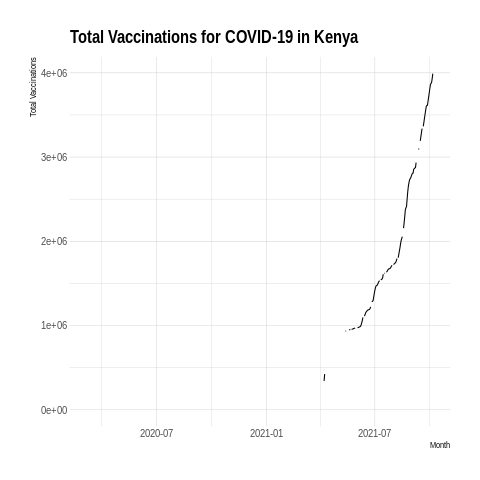 Total Vaccinations for COVID-19 in Kenya
Total Vaccinations
4e+06
3e+06
2e+06
1e+06
0e+00
2020-07
2021-01
2021-07
Month